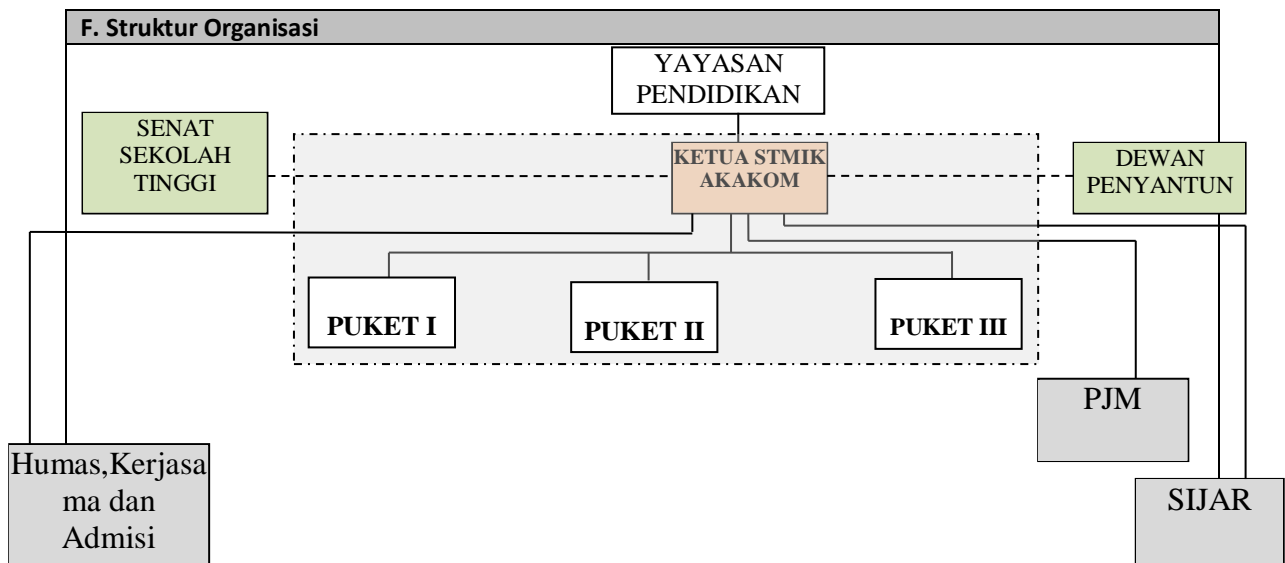 F. Struktur Organisasi
YAYASAN
PENDIDIKAN
SENAT
SEKOLAH
TINGGI
KETUA STMIK
AKAKOM
DEWAN
PENYANTUN
PUKET I
PUKET II
PUKET III
PJM
Humas,Kerjasa
ma dan
Admisi
SIJAR